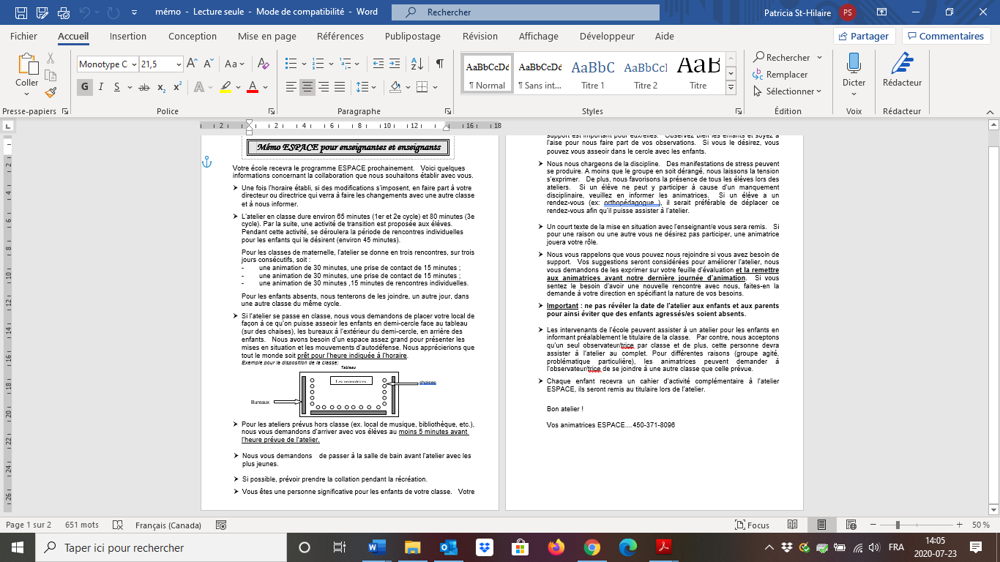 mémo - Lecture seule - Mode de compatibilité - Word
Rechercher
Patricia St-Hilaire
PS
Fichier Accueil Insertion Conception Mise en page Références Publipostage Révision Affichage Développeur Aide
Partager
Commentaires
Coller
Monotype C
21,5
G I S ab x₂ x²
AaBbCcDd
¶ Normal
AaBbCcDd
¶ Sans int...
AaBbC
Titre 1
AaBbCcI
Titre 2
AaB
Titre
Rechercher
Remplacer
Sélectionner
Dicter
Rédacteur
Presse-papiers
Police
Paragraphe
Styles
Édition
Voix
Rédacteur
2 2 4 6 8 10 12 16 18
2 4 6 8 10 12 14 16 18 20 22 24 26
Mémo ESPACE pour enseignantes et enseignants
Votre école recevra le programme ESPACE prochainement. Voici quelques
informations concernant la collaboration que nous souhaitons établir avec vous.
➢ Une fois l'horaire établi, si des modifications s'imposent, en faire part à votre
directeur ou directrice qui verra à faire les changements avec une autre classe
et à nous informer.
➢ L'atelier en classe dure environ 65 minutes (1er et 2e cycle) et 80 minutes (3e
cycle). Par la suite, une activité de transition est proposée aux élèves.
Pendant cette activité, se déroulera la période de rencontres individuelles
pour les enfants qui le désirent (environ 45 minutes).
Pour les classes de maternelle, l'atelier se donne en trois rencontres, sur trois
jours consécutifs, soit :
- une animation de 30 minutes, une prise de contact de 15 minutes ;
- une animation de 30 minutes, une prise de contact de 15 minutes ;
- une animation de 30 minutes ,15 minutes de rencontres individuelles.
Pour les enfants absents, nous tenterons de les joindre, un autre jour, dans
une autre classe du même cycle.
➢ Si l'atelier se passe en classe, nous vous demandons de placer votre local de
façon à ce qu'on puisse asseoir les enfants en demi-cercle face au tableau
(sur des chaises), les bureaux à l'extérieur du demi-cercle, en arrière des
enfants. Nous avons besoin d'un espace assez grand pour présenter les
mises en situation et les mouvements d'autodéfense. Nous apprécierions que
tout le monde soit prêt pour l'heure indiquée à l'horaire.
Exemple pour la disposition de la classe;
Tableau
Les animatrices
chaises
Bureaux
➢ Pour les ateliers prévus hors classe (ex. local de musique, bibliothèque, etc.),
nous vous demandons d'arriver avec vos élèves au moins 5 minutes avant
l'heure prévue de l'atelier.
➢ Nous vous demandons de passer à la salle de bain avant l'atelier avec les
plus jeunes.
➢ Si possible, prévoir prendre la collation pendant la récréation.
➢ Vous êtes une personne significative pour les enfants de votre classe. Votre
support est important pour eux/elles. Observez bien les enfants et soyez à
l'aise pour nous faire part de vos observations. Si vous le désirez, vous
pouvez vous asseoir dans le cercle avec les enfants.
➢ Nous nous chargeons de la discipline. Des manifestations de stress peuvent
se produire. A moins que le groupe en soit dérangé, nous laissons la tension
s'exprimer. De plus, nous favorisons la présence de tous les élèves lors des
ateliers. Si un élève ne peut y participer à cause d'un manquement
disciplinaire, veuillez en informer les animatrices. Si un élève a un
rendez-vous (ex: orthopédagogue..), il serait préférable de déplacer ce
rendez-vous afin qu'il puisse assister à l'atelier.
➢ Un court texte de la mise en situation avec l'enseignant/e vous sera remis. Si
pour une raison ou une autre vous ne désirez pas participer, une animatrice
jouera votre rôle.
➢ Nous vous rappelons que vous pouvez nous rejoindre si vous avez besoin de
support. Vos suggestions seront considérées pour améliorer l'atelier, nous
vous demandons de les exprimer sur votre feuille d'évaluation et la remettre
aux animatrices avant notre dernière journée d'animation. Si vous
sentez le besoin d'avoir une nouvelle rencontre avec nous, faites-en la
demande à votre direction en spécifiant la nature de vos besoins.
➢ Important : ne pas révéler la date de l'atelier aux enfants et aux parents
pour ainsi éviter que des enfants agressés/es soient absents.
➢ Les intervenants de l'école peuvent assister à un atelier pour les enfants en
informant préalablement le titulaire de la classe. Par contre, nous acceptons
qu'un seul observateur/trice par classe et de plus, cette personne devra
assister à l'atelier au complet. Pour différentes raisons (groupe agité,
problématique particulière), les animatrices peuvent demander à
l'observateur/trice de se joindre à une autre classe que celle prévue.
➢ Chaque enfant recevra un cahier d'activité complémentaire à l'atelier
ESPACE, ils seront remis au titulaire lors de l'atelier.
Bon atelier !
Vos animatrices ESPACE....450-371-8096
Page 1 sur 2 651 mots Français (Canada)
Focus
50 %
Taper ici pour rechercher
FRA
14:05
2020-07-23